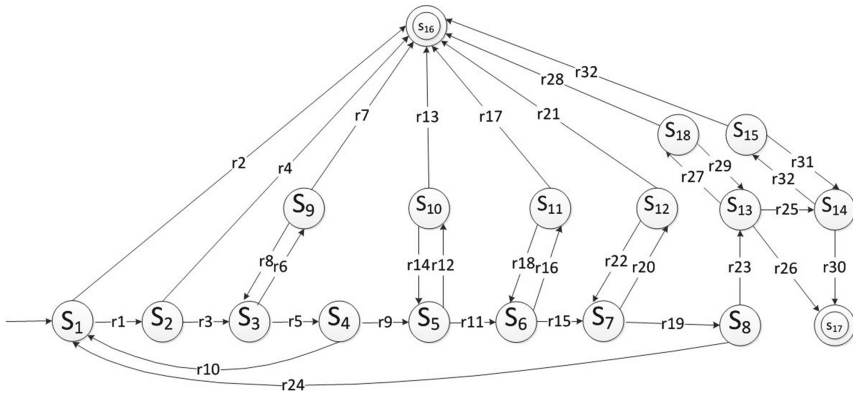 S16
r32
r28
r7
r13
r17
r21
S18
S15
r2
r4
r29
r31
r27
r32
S9
S10
S11
S12
S13
r25
S14
r8
r6
r14
r12
r18
r16
r22
r20
r23
r26
r30
S1
r1
S2
r3
S3
r5
S4
r9
S5
r11
S6
r15
S7
r19
S8
S17
r10
r24